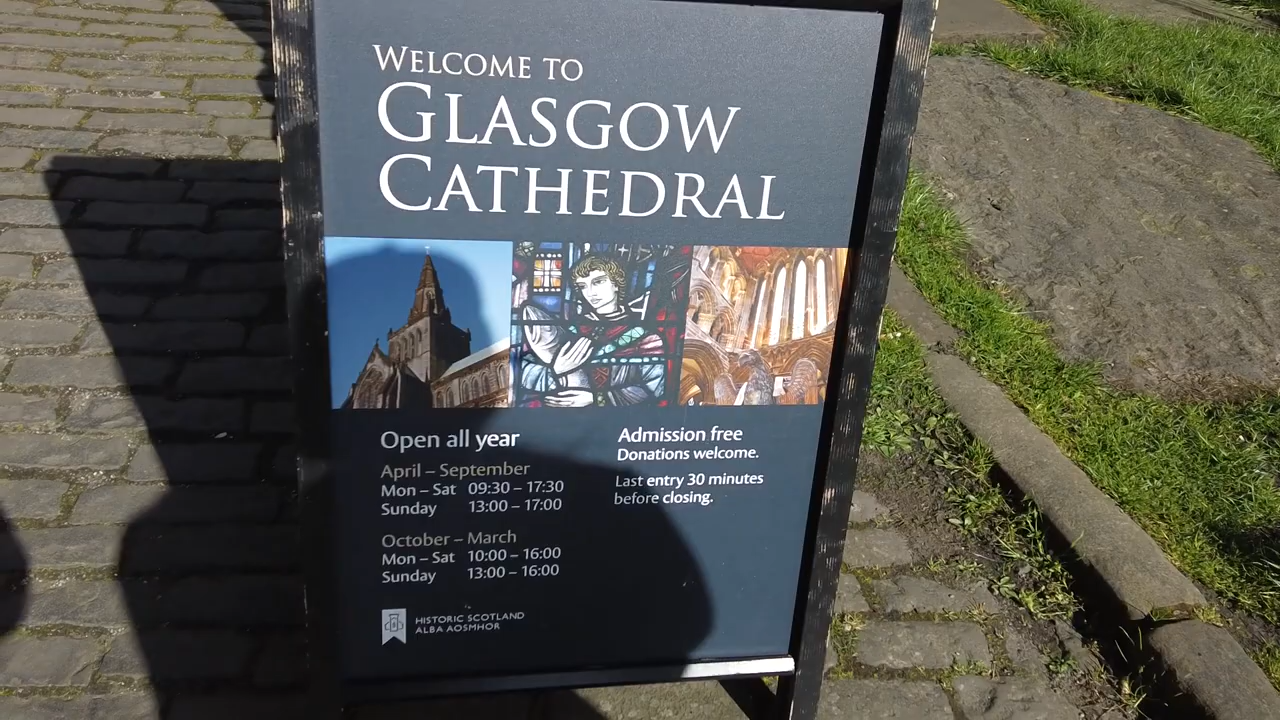 WELCOME TO
GLASGOW
CATHEDRAL
Open all year
April – September
Mon – Sat 09:30 – 17:30
Sunday 13:00 – 17:00
October – March
Mon – Sat 10:00 – 16:00
Sunday 13:00 – 16:00
Admission free
Donations welcome.
Last entry 30 minutes
before closing.
HISTORIC SCOTLAND
ALBA AOSMHOR